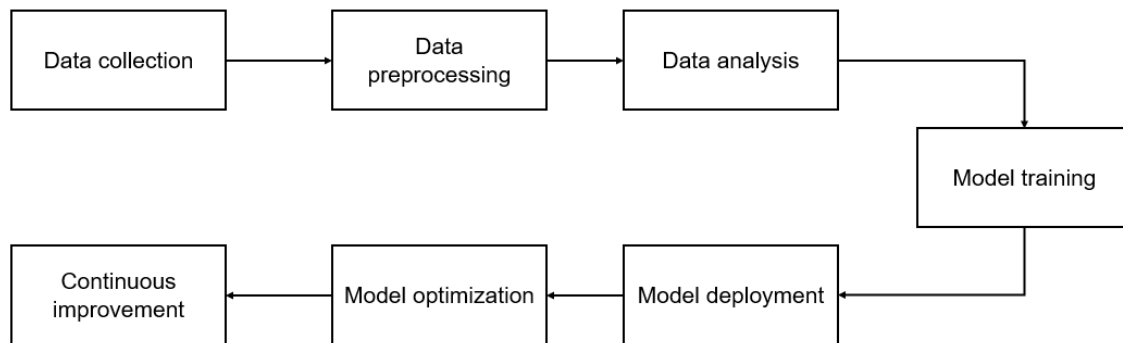 Data collection
Data
preprocessing
Data analysis
Model training
Model deployment
Model optimization
Continuous
improvement